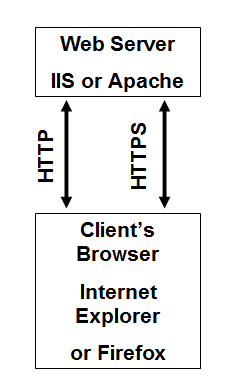 Web Server
IIS or Apache
HTTP
HTTPS
Client's
Browser
Internet
Explorer
or Firefox